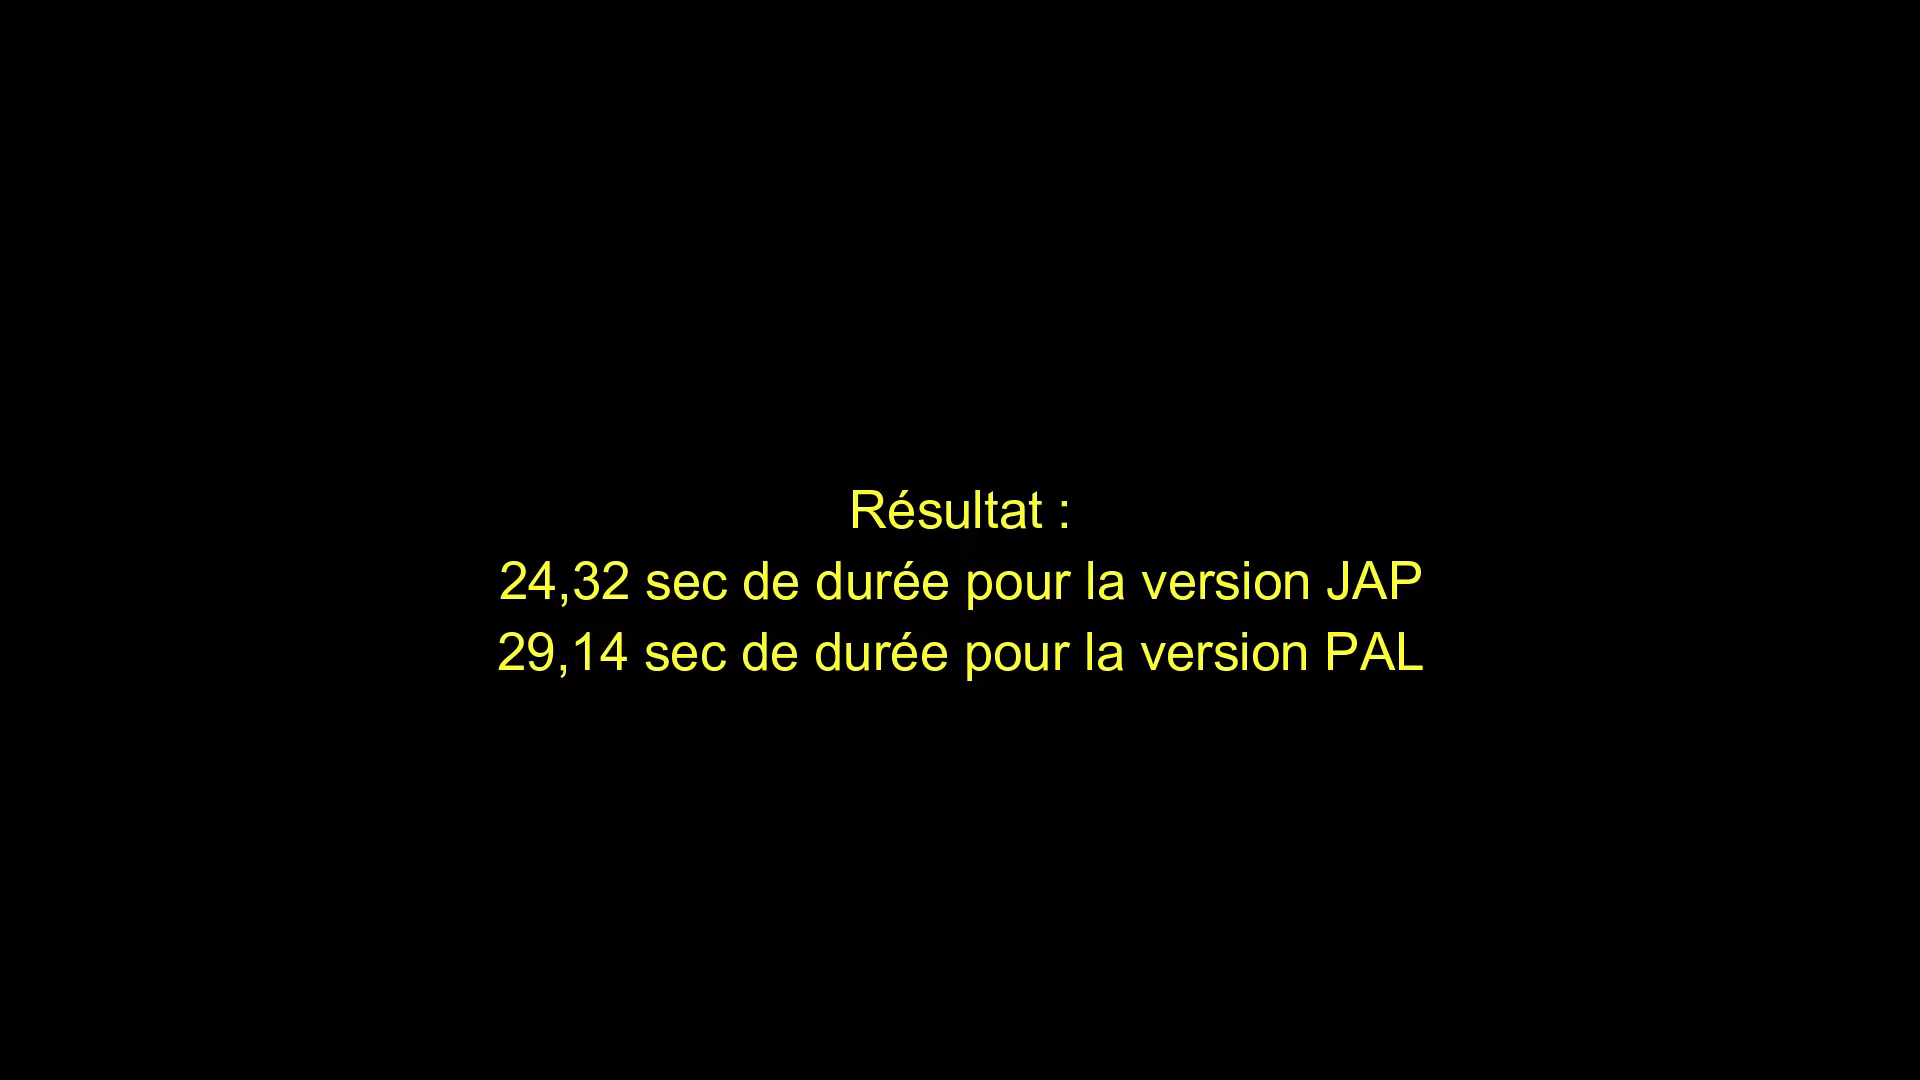 Résultat :
24,32 sec de durée pour la version JAP
29,14 sec de durée pour la version PAL